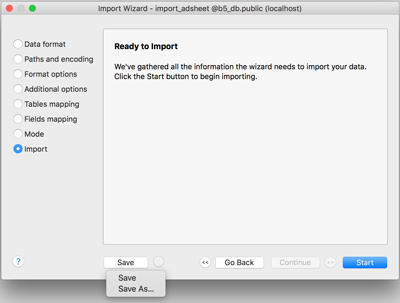 Import Wizard - import_adsheet @b5_db.public (localhost)
Data format
Paths and encoding
Format options
Additional options
Tables mapping
Fields mapping
Mode
Import
Ready to Import
We've gathered all the information the wizard needs to import your data.
Click the Start button to begin importing.
? Save << Go Back Continue >> Start
Save
Save As...